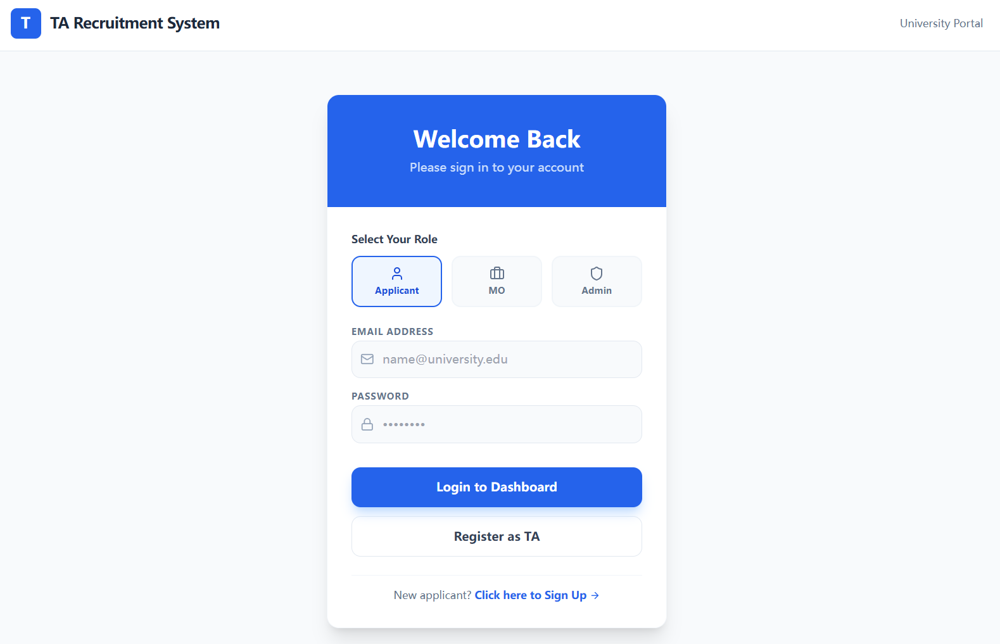 T TA Recruitment System
University Portal
Welcome Back
Please sign in to your account
Select Your Role
Applicant
MO
Admin
EMAIL ADDRESS
name@university.edu
PASSWORD
••••••••
Login to Dashboard
Register as TA
New applicant? Click here to Sign Up →